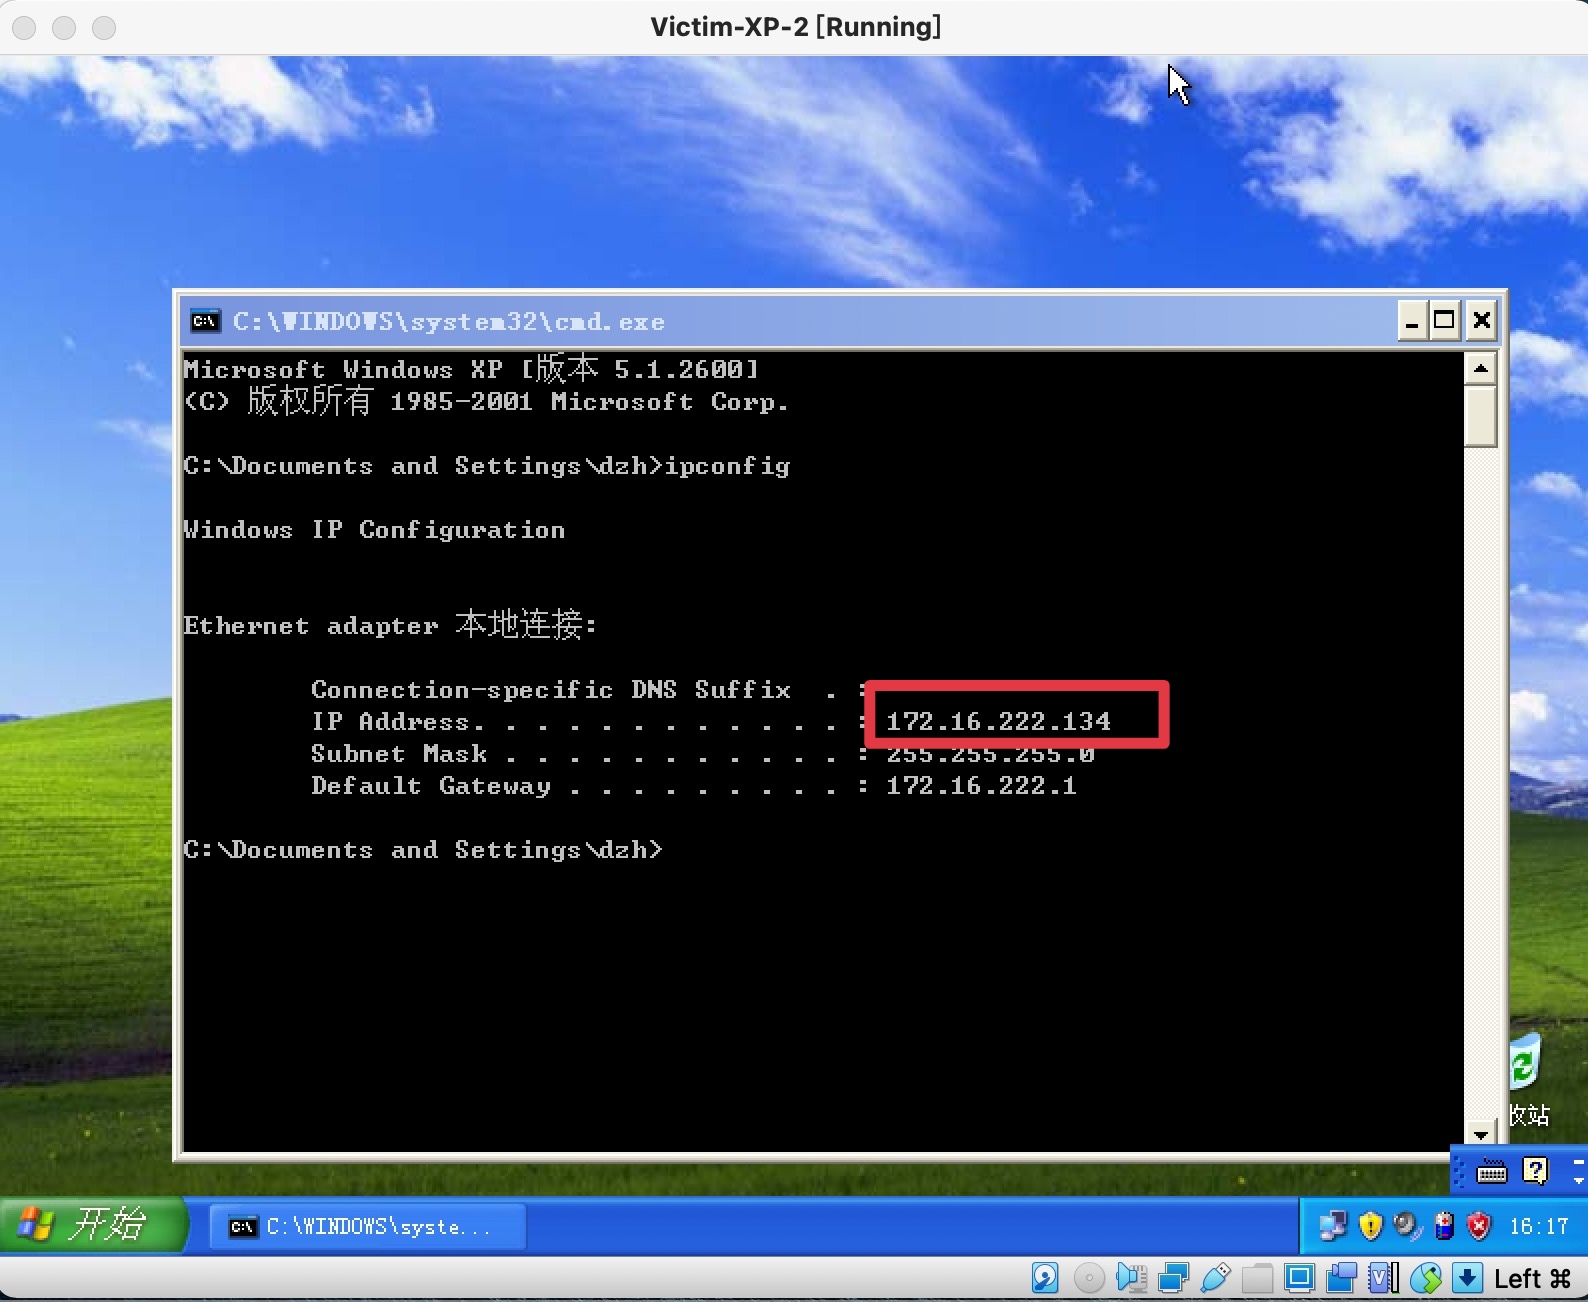 Victim-XP-2 [Running]
C:\WINDOWS\system32\cmd.exe
Microsoft Windows XP [版本 5.1.2600]
(C) 版权所有 1985-2001 Microsoft Corp.
C:\Documents and Settings\dzh>ipconfig
Windows IP Configuration
Ethernet adapter 本地连接:
Connection-specific DNS Suffix  . :
IP Address. . . . . . . . . . . . : 172.16.222.134
Subnet Mask . . . . . . . . . . . : 255.255.255.0
Default Gateway . . . . . . . . . : 172.16.222.1
C:\Documents and Settings\dzh>
收站
开始
C:\WINDOWS\syste...
16:17
Left ⌘